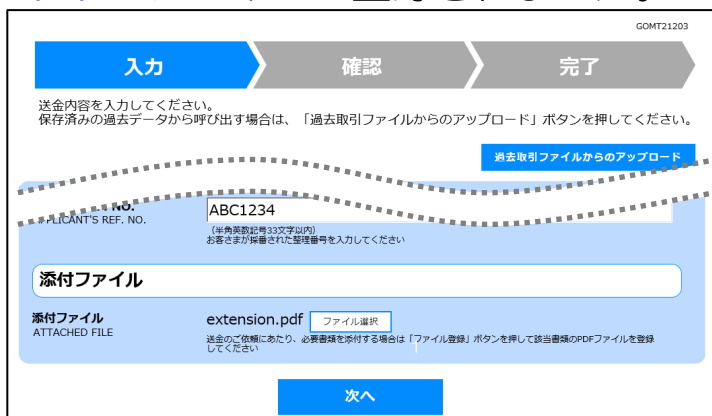 GOMT21203
入力
確認
完了
送金内容を入力してください。
保存済みの過去データから呼び出す場合は、「過去取引ファイルからのアップロード」ボタンを押してください。
過去取引ファイルからのアップロード
NO.
APPLICANT'S REF. NO.
ABC1234
(半角英数記号33文字以内)
お客さまが採番された整理番号を入力してください
添付ファイル
添付ファイル
ATTACHED FILE
extension.pdf
ファイル選択
送金のご依頼にあたり、必要書類を添付する場合は「ファイル登録」ボタンを押して該当書類のPDFファイルを登録
してください
次へ